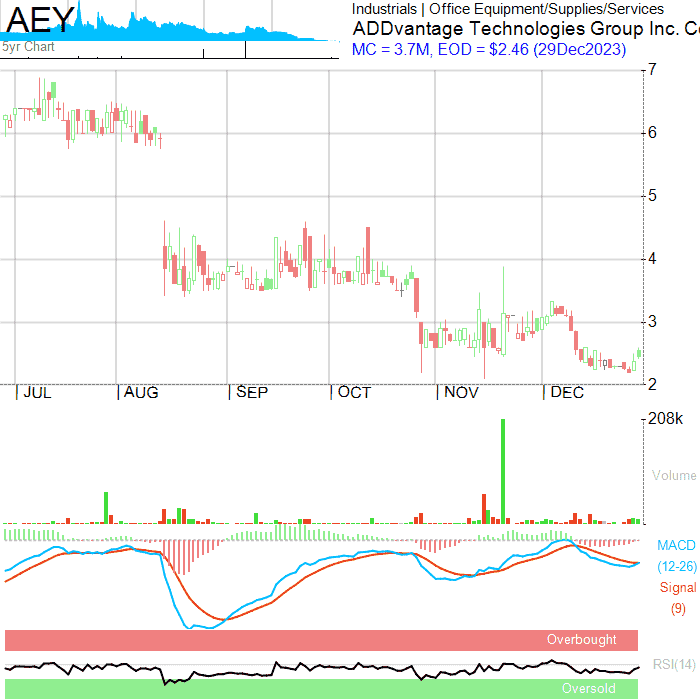 AEY
5yr Chart
Industrials | Office Equipment/Supplies/Services
ADDvantage Technologies Group Inc. Co
MC = 3.7M, EOD = $2.46 (29Dec2023)
7
6
5
4
3
2
JUL AUG SEP OCT NOV DEC
208k
Volume
MACD
(12-26)
Signal
(9)
Overbought
RSI(14)
Oversold